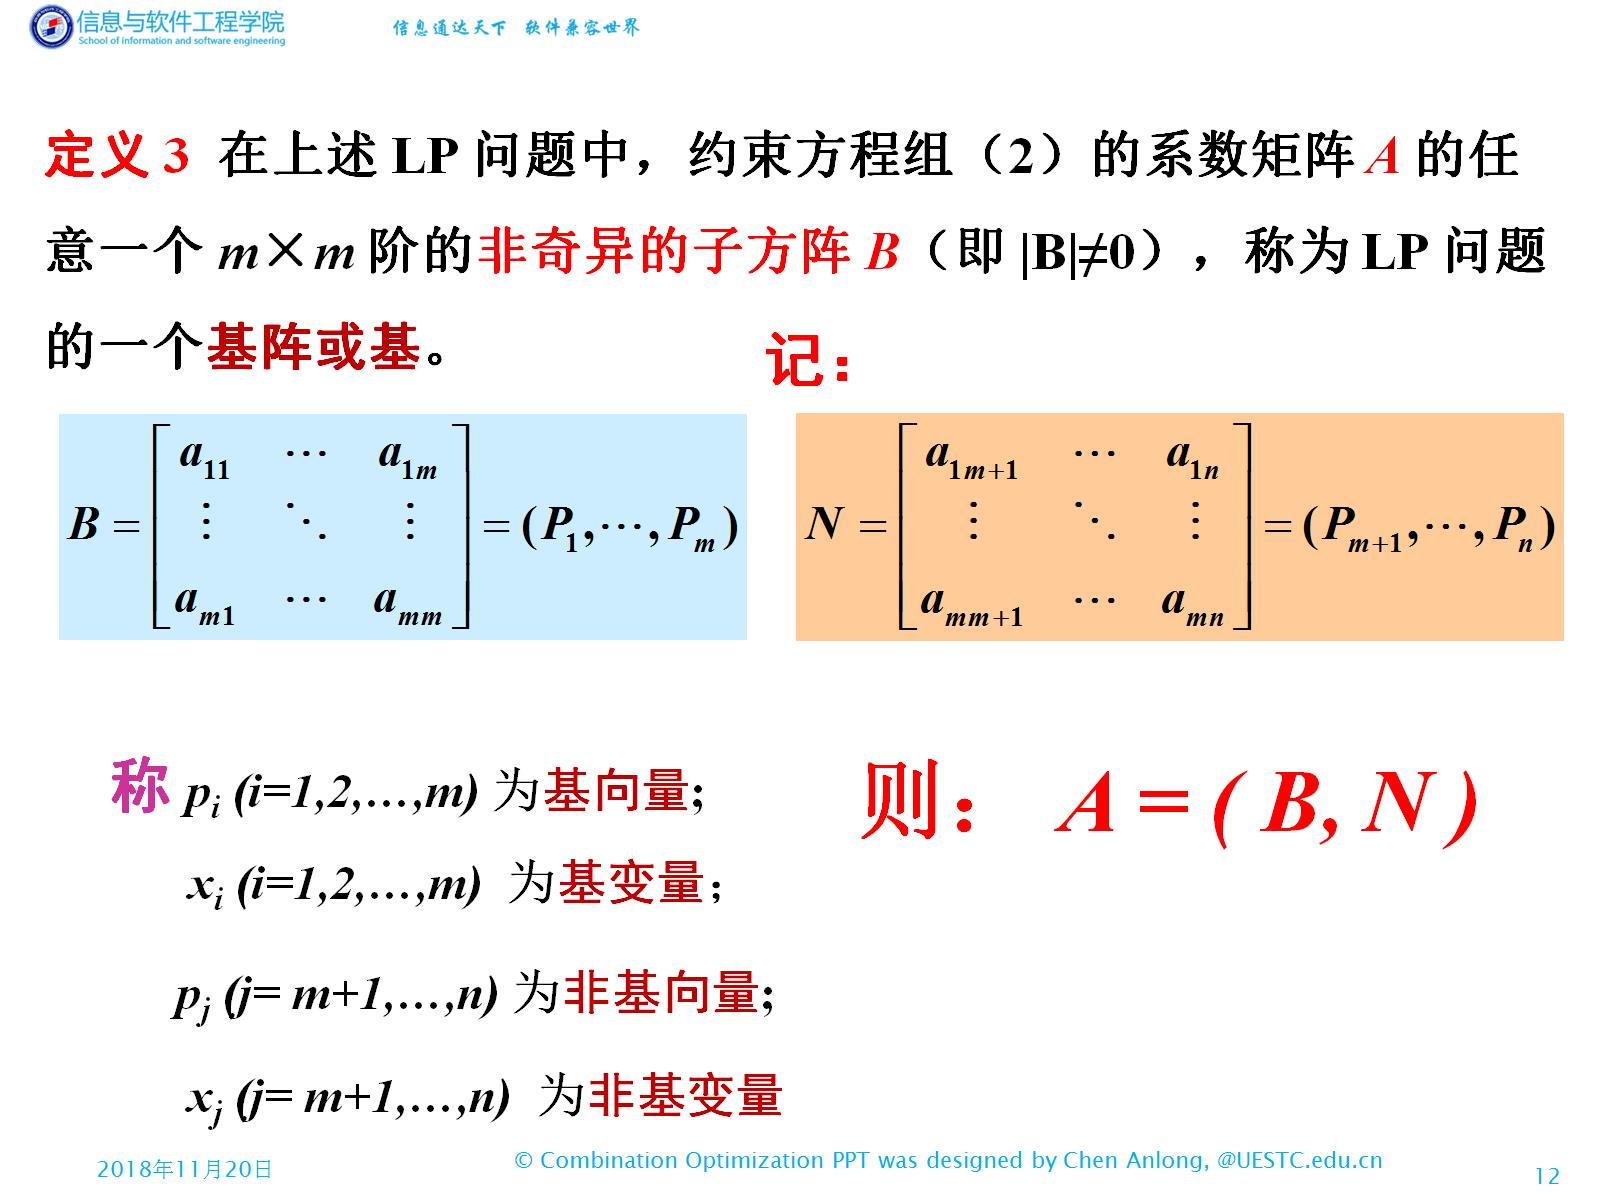 信息与软件工程学院
School of information and software engineering
信息通达天下 软件兼容世界
定义 3 在上述 LP 问题中，约束方程组（2）的系数矩阵 A 的任
意一个 m×m 阶的非奇异的子方阵 B（即 |B|≠0），称为 LP 问题
的一个基阵或基。
记：
B = [ a11 ⋯ a1m
⋮ ⋱ ⋮
am1 ⋯ amm ] = (P1,⋯,Pm)
N = [ a1m+1 ⋯ a1n
⋮ ⋱ ⋮
amm+1 ⋯ amn ] = (Pm+1,⋯,Pn)
称 pi (i=1,2,…,m) 为基向量;
xi (i=1,2,…,m) 为基变量；
pj (j= m+1,…,n) 为非基向量;
xj (j= m+1,…,n) 为非基变量
则： A = ( B, N )
2018年11月20日
© Combination Optimization PPT was designed by Chen Anlong, @UESTC.edu.cn
12